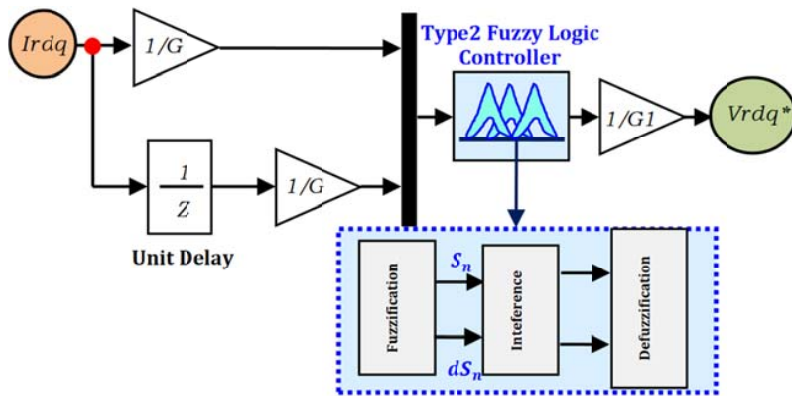 Irdq
1/G
Type2 Fuzzy Logic
Controller
1/G1
Vrdq*
1
Z
1/G
Unit Delay
Fuzzification
Sn
dSn
Inteference
Defuzzification